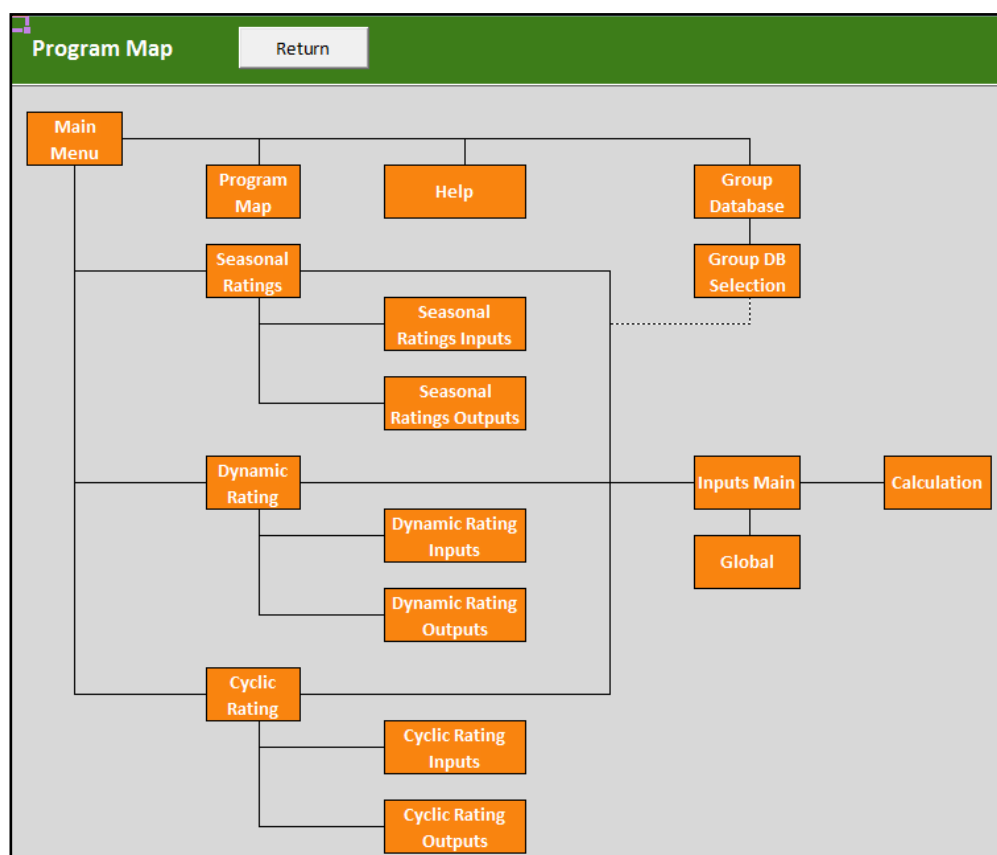 Program Map
Return
Main
Menu
Program
Map
Help
Group
Database
Seasonal
Ratings
Group DB
Selection
Seasonal
Ratings Inputs
Seasonal
Ratings Outputs
Dynamic
Rating
Inputs Main
Calculation
Dynamic Rating
Inputs
Global
Dynamic Rating
Outputs
Cyclic
Rating
Cyclic Rating
Inputs
Cyclic Rating
Outputs